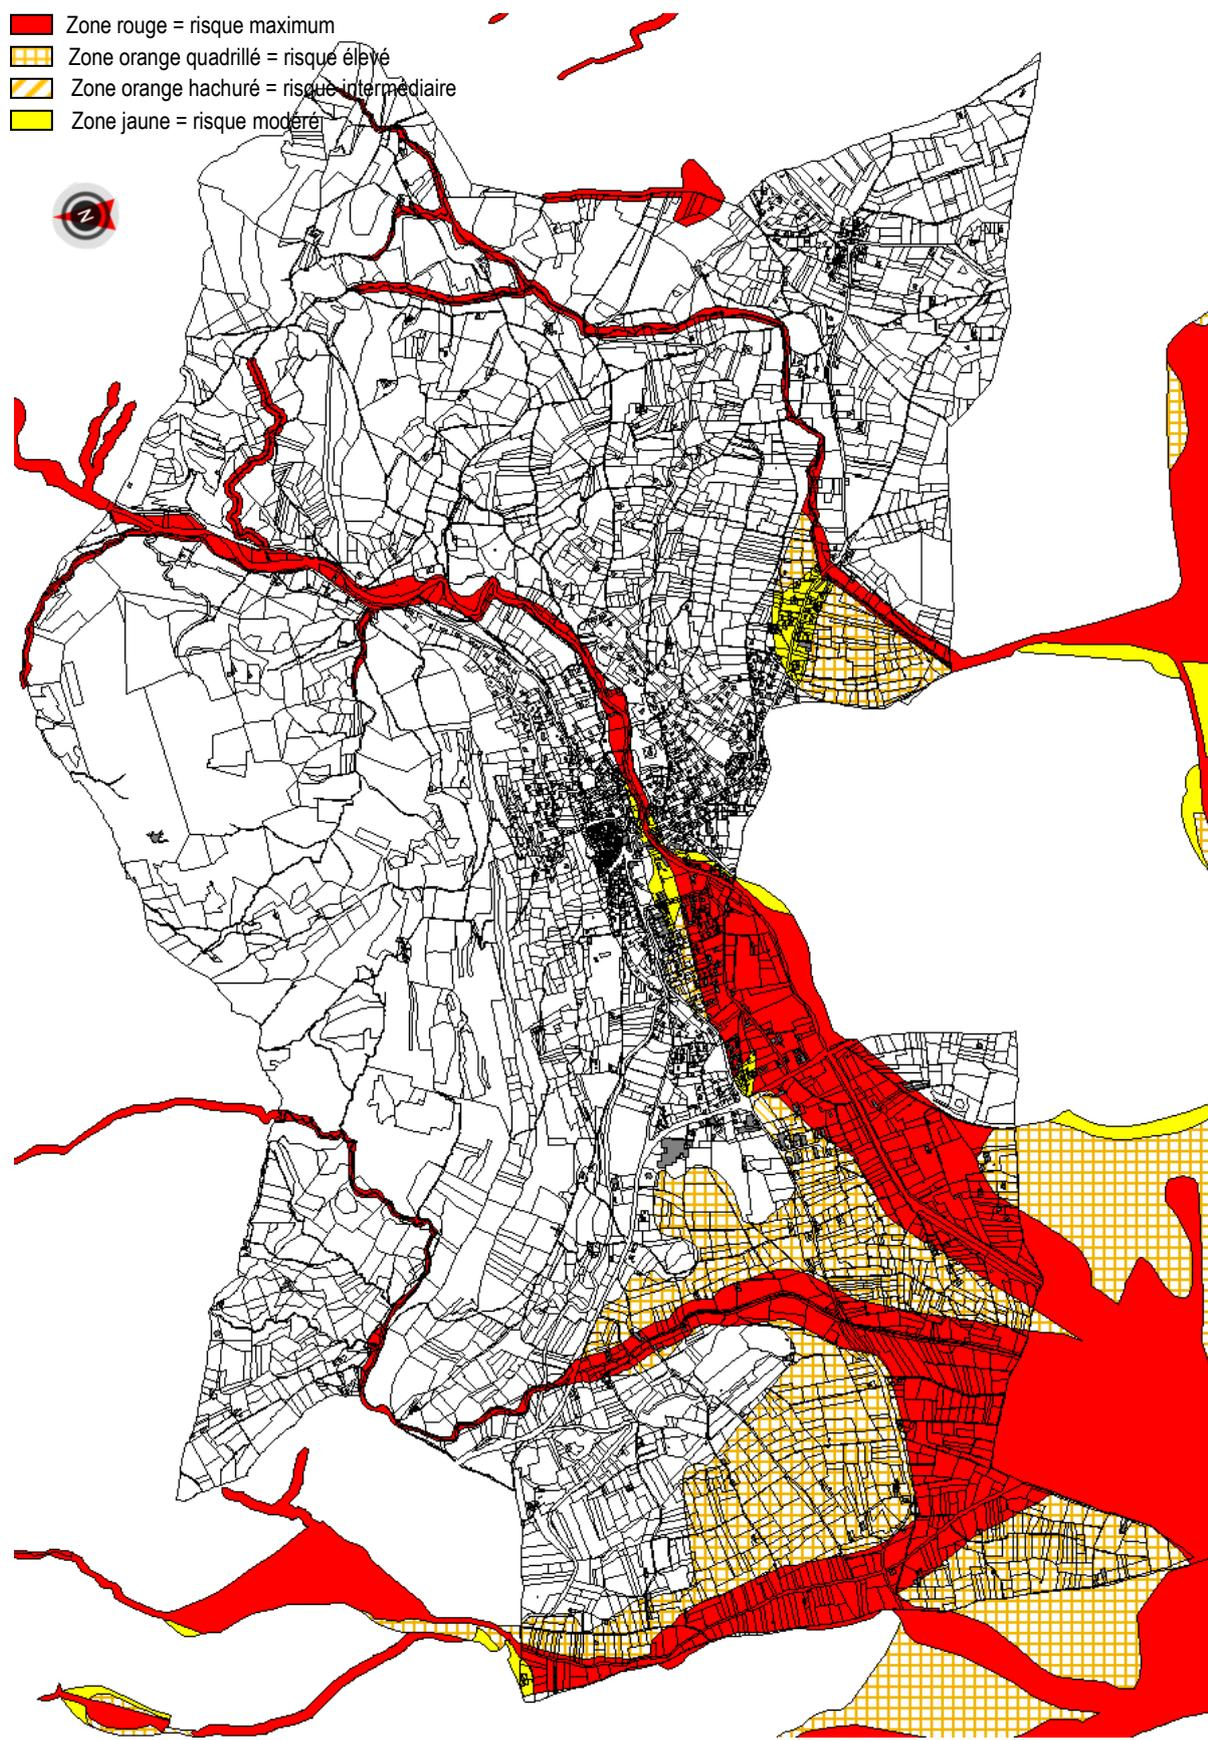 Zone rouge = risque maximum
Zone orange quadrillé = risque élevé
Zone orange hachuré = risque intermédiaire
Zone jaune = risque modéré
N